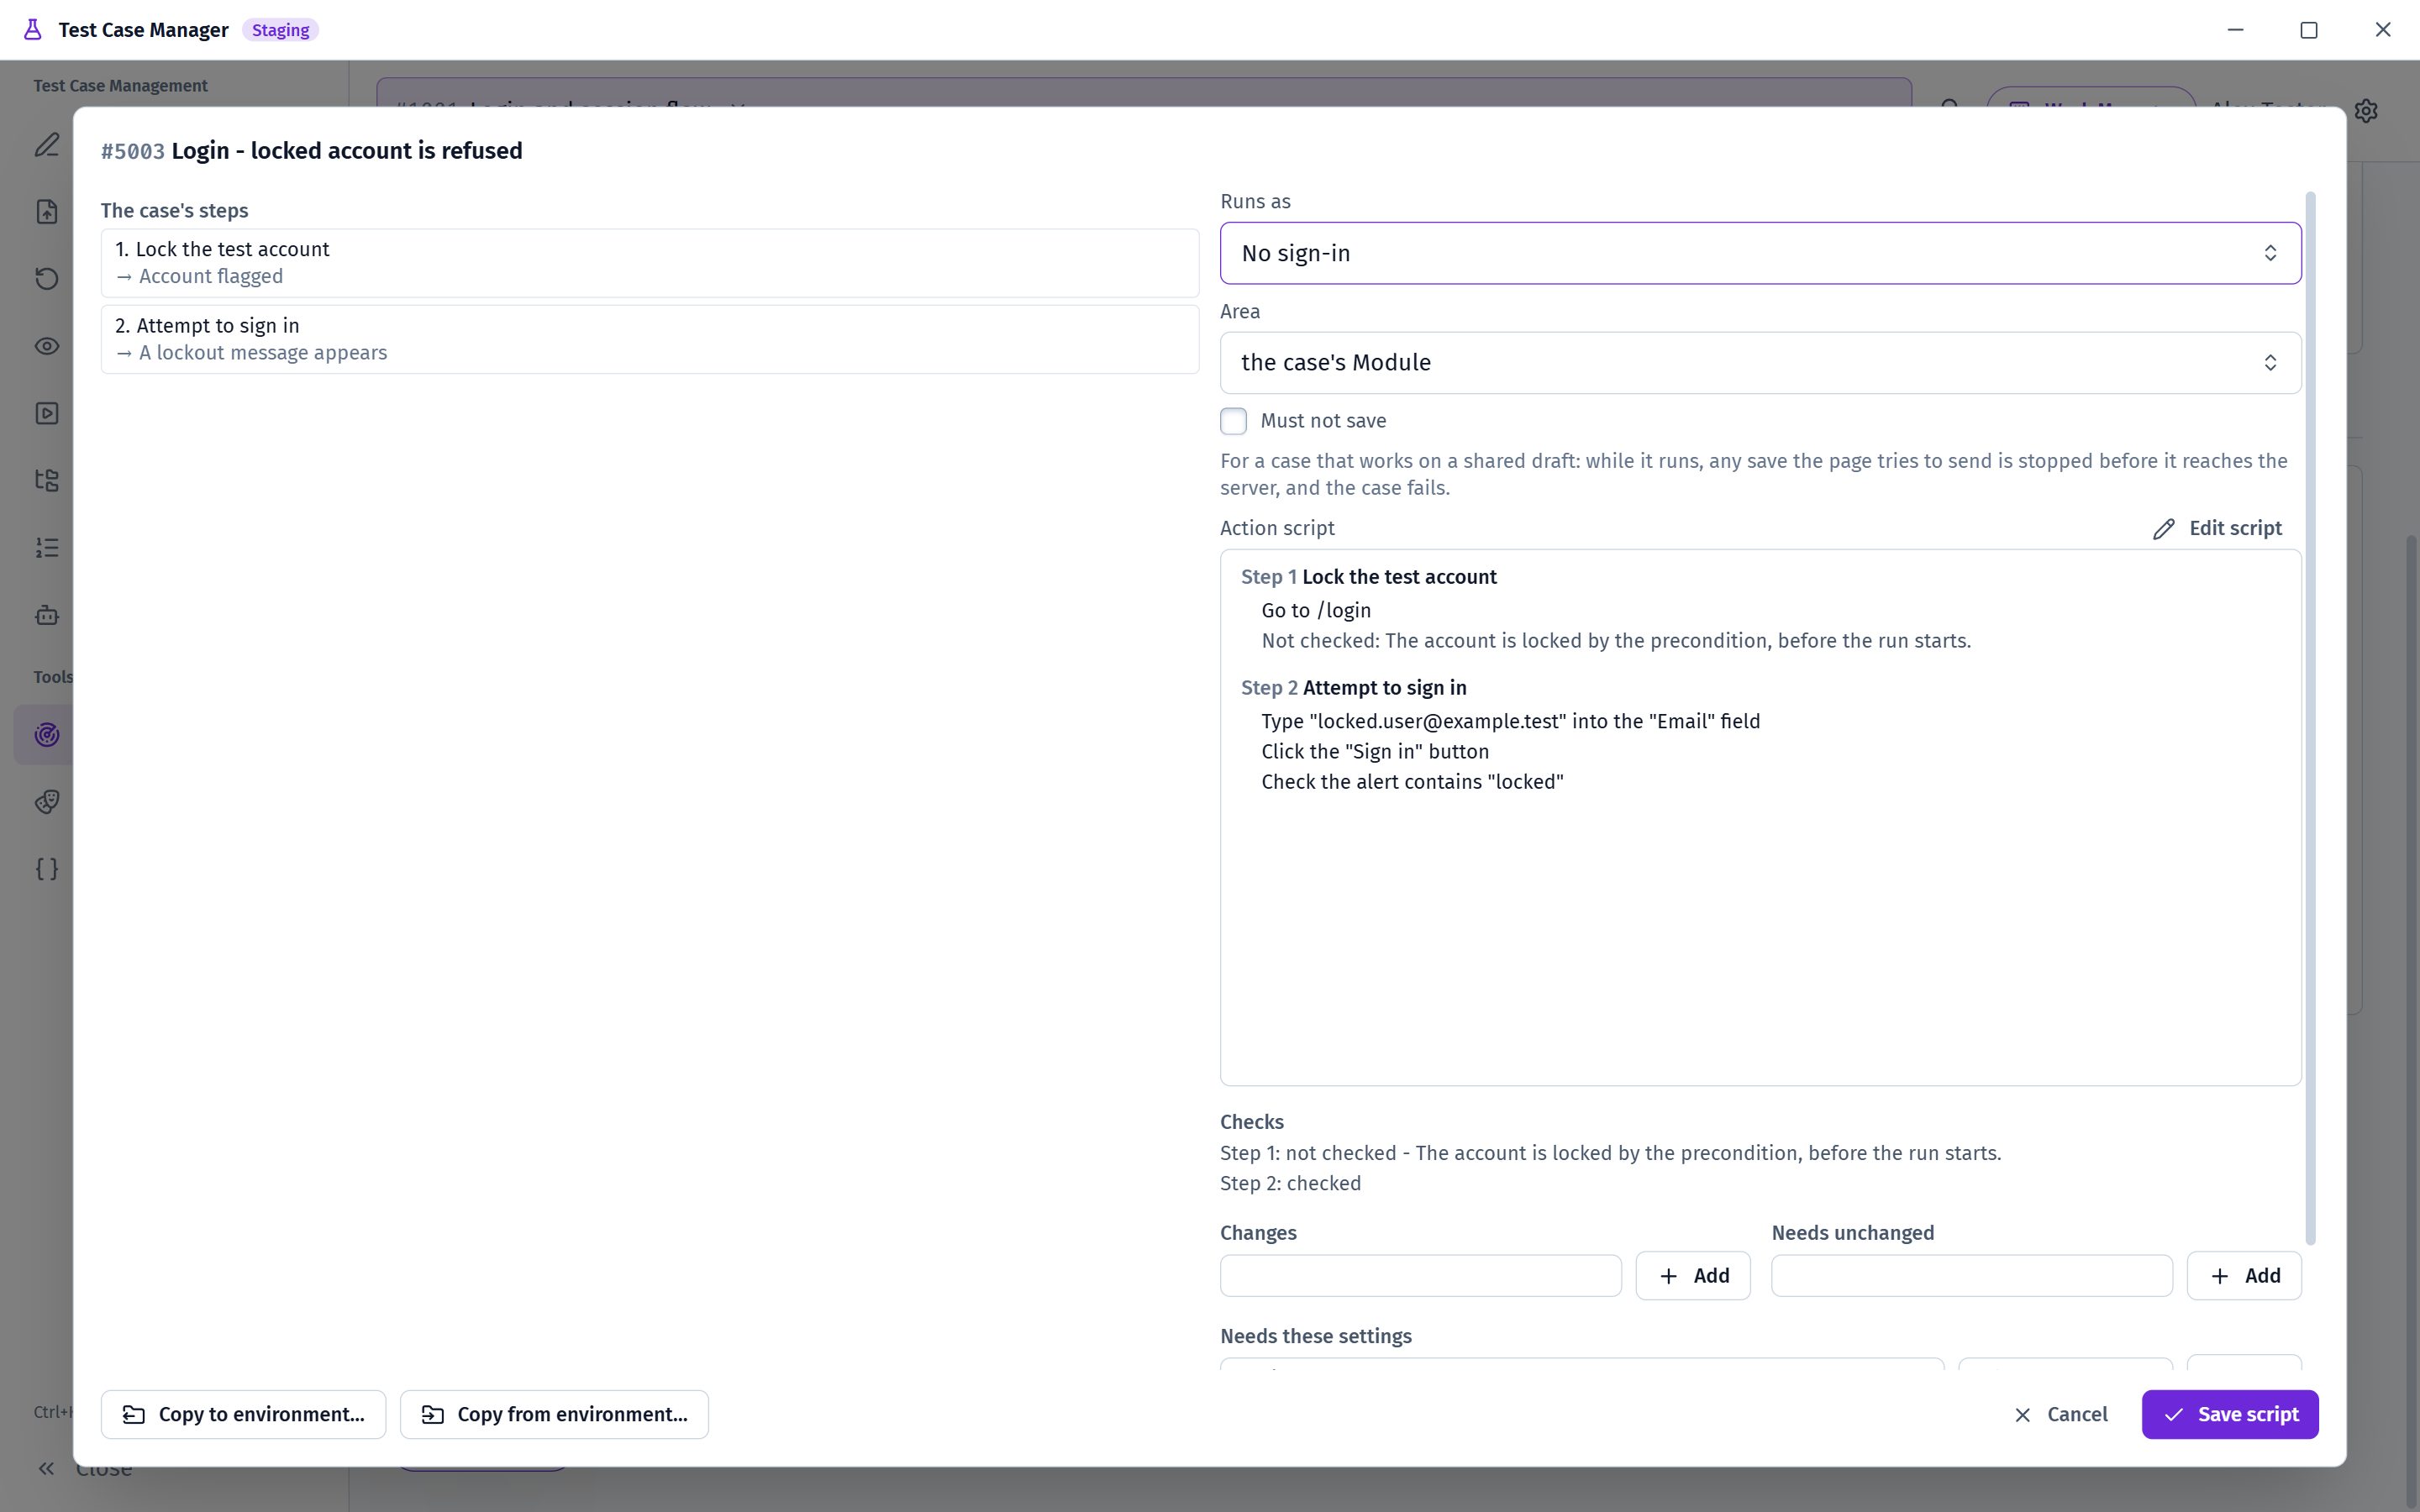 Test Case Manager Staging
Test Case Management
#5003 Login - locked account is refused
The case's steps
1. Lock the test account
→ Account flagged
2. Attempt to sign in
→ A lockout message appears
Runs as
No sign-in
Area
the case's Module
Must not save
For a case that works on a shared draft: while it runs, any save the page tries to send is stopped before it reaches the
server, and the case fails.
Action script
Edit script
Step 1 Lock the test account
Go to /login
Not checked: The account is locked by the precondition, before the run starts.
Step 2 Attempt to sign in
Type "locked.user@example.test" into the "Email" field
Click the "Sign in" button
Check the alert contains "locked"
Checks
Step 1: not checked - The account is locked by the precondition, before the run starts.
Step 2: checked
Changes
Needs unchanged
Add
Add
Needs these settings
Tools
Copy to environment...
Copy from environment...
Cancel
Save script
Close